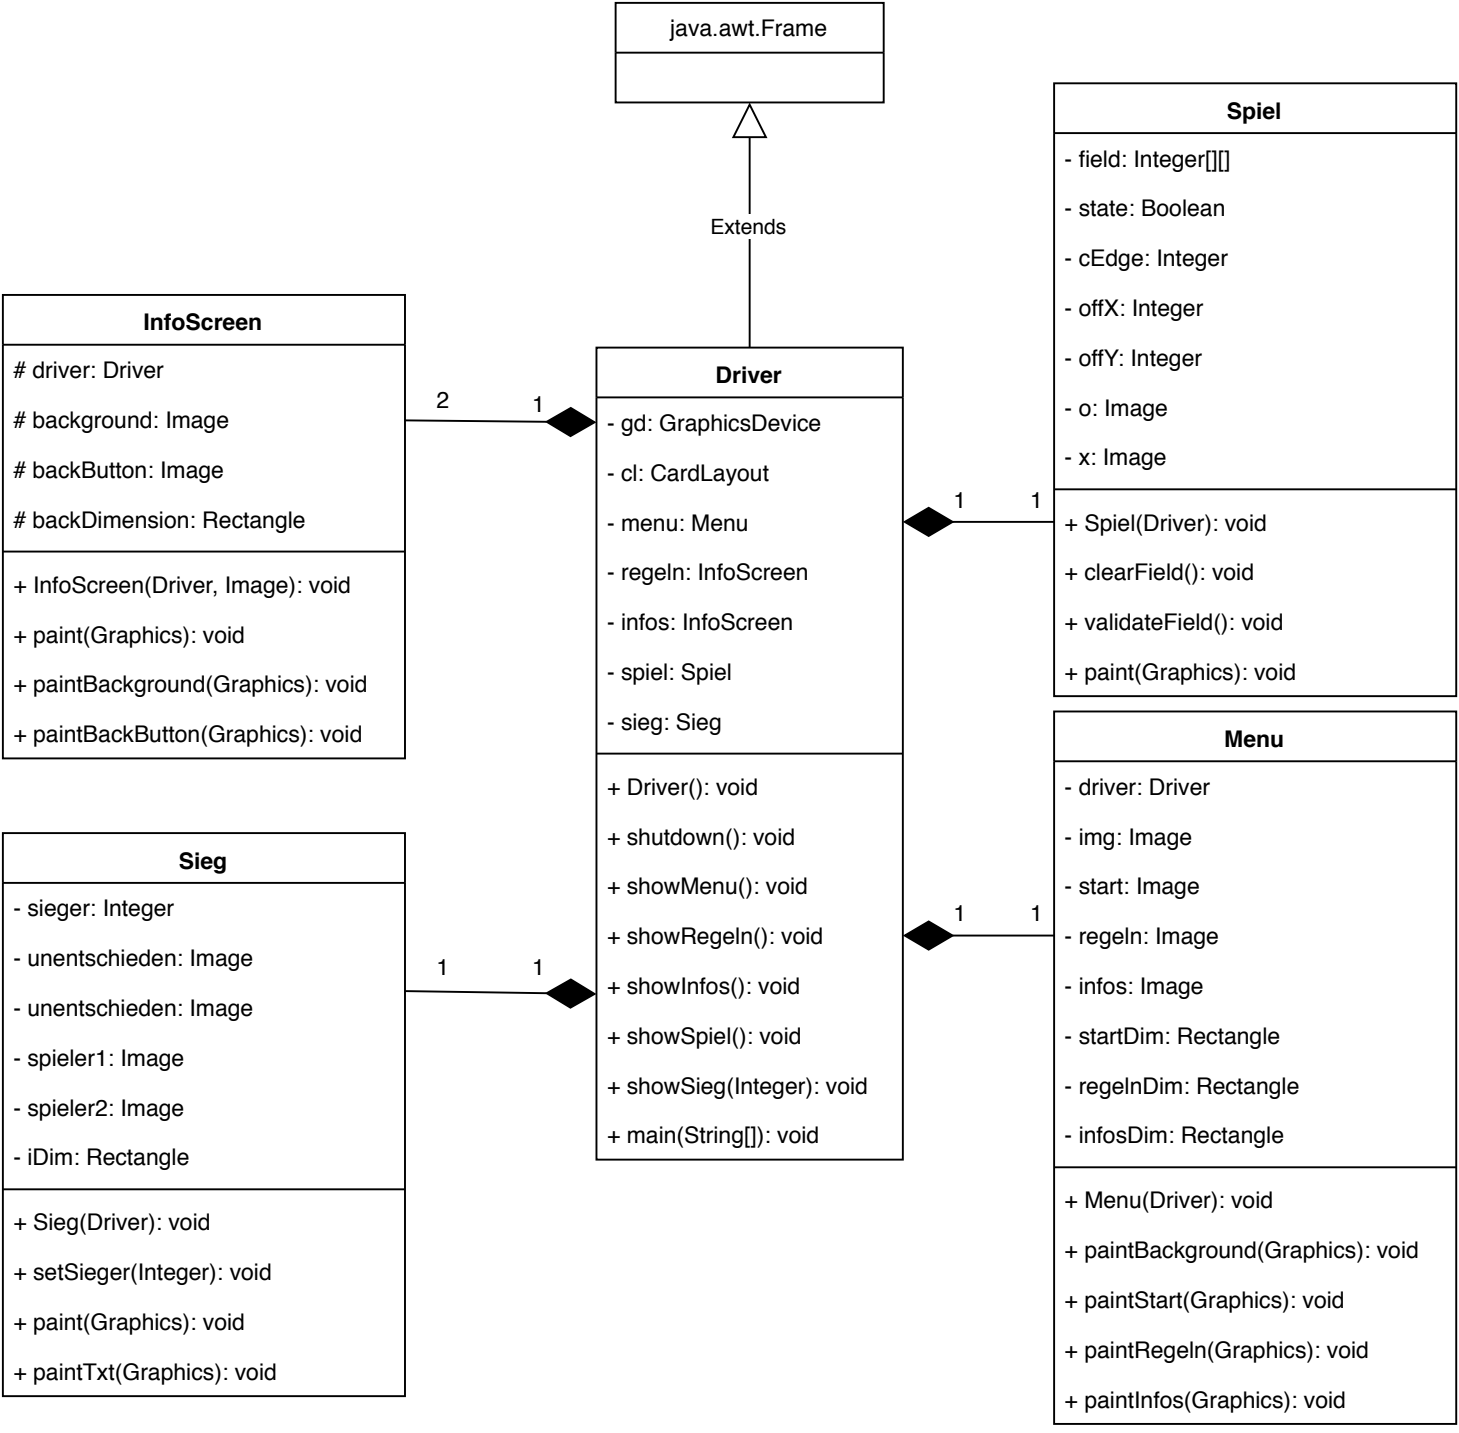 java.awt.Frame
Extends
InfoScreen
# driver: Driver
# background: Image
# backButton: Image
# backDimension: Rectangle
+ InfoScreen(Driver, Image): void
+ paint(Graphics): void
+ paintBackground(Graphics): void
+ paintBackButton(Graphics): void
2
1
Sieg
- sieger: Integer
- unentschieden: Image
- unentschieden: Image
- spieler1: Image
- spieler2: Image
- iDim: Rectangle
+ Sieg(Driver): void
+ setSieger(Integer): void
+ paint(Graphics): void
+ paintTxt(Graphics): void
1
1
Driver
- gd: GraphicsDevice
- cl: CardLayout
- menu: Menu
- regeln: InfoScreen
- infos: InfoScreen
- spiel: Spiel
- sieg: Sieg
+ Driver(): void
+ shutdown(): void
+ showMenu(): void
+ showRegeln(): void
+ showInfos(): void
+ showSpiel(): void
+ showSieg(Integer): void
+ main(String[]): void
1
1
Spiel
- field: Integer[][]
- state: Boolean
- cEdge: Integer
- offX: Integer
- offY: Integer
- o: Image
- x: Image
+ Spiel(Driver): void
+ clearField(): void
+ validateField(): void
+ paint(Graphics): void
1
1
Menu
- driver: Driver
- img: Image
- start: Image
- regeln: Image
- infos: Image
- startDim: Rectangle
- regelnDim: Rectangle
- infosDim: Rectangle
+ Menu(Driver): void
+ paintBackground(Graphics): void
+ paintStart(Graphics): void
+ paintRegeln(Graphics): void
+ paintInfos(Graphics): void